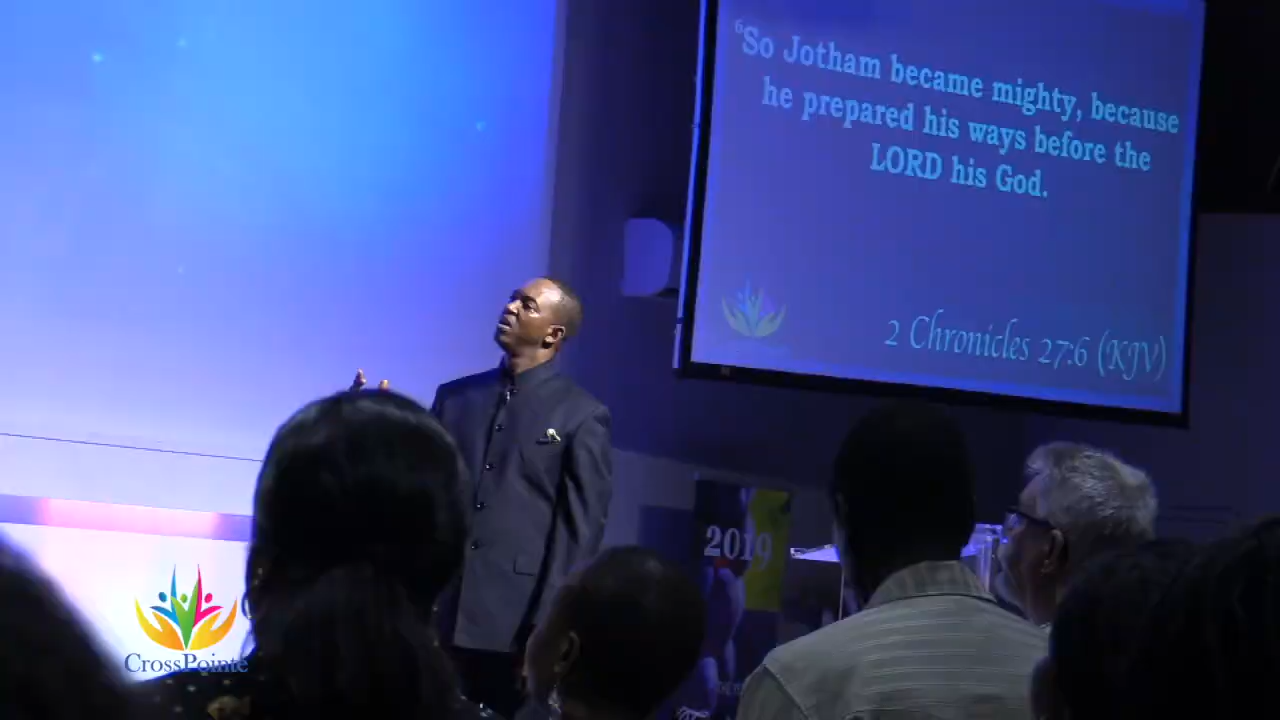 ⁶So Jotham became mighty, because
he prepared his ways before the
LORD his God.
2 Chronicles 27:6 (KJV)
2019
CrossPointe